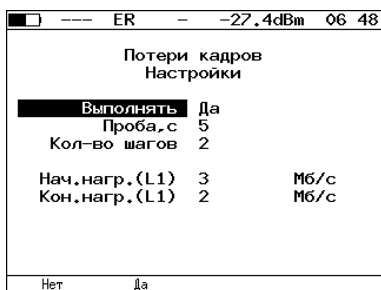 --- ER - -27.4dBm 06 48
Потери кадров
Настройки
Выполнять Да
Проба,с 5
Кол-во шагов 2
Нач.нагр.(L1) 3 Мб/с
Кон.нагр.(L1) 2 Мб/с
Нет Да